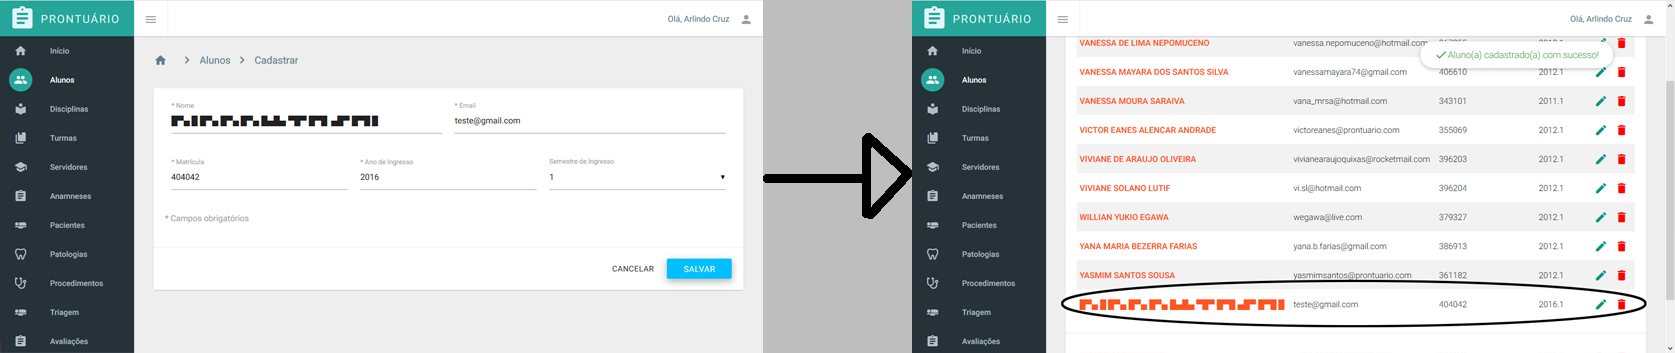 PRONTUÁRIO
Olá, Arlindo Cruz
Início
Alunos
Disciplinas
Turmas
Servidores
Anamneses
Pacientes
Patologias
Procedimentos
Triagem
Avaliações
Alunos > Cadastrar
* Nome
* Email
teste@gmail.com
* Matrícula
* Ano de Ingresso
Semestre de Ingresso
404042
2016
1
* Campos obrigatórios
CANCELAR
SALVAR
PRONTUÁRIO
Olá, Arlindo Cruz
Início
Alunos
Disciplinas
Turmas
Servidores
Anamneses
Pacientes
Patologias
Procedimentos
Triagem
Avaliações
Aluno(a) cadastrado(a) com sucesso!
VANESSA DE LIMA NEPOMUCENO vanessa.nepomuceno@hotmail.com
VANESSA MAYARA DOS SANTOS SILVA vanessamayara74@gmail.com 406610 2012.1
VANESSA MOURA SARAIVA vana_mrsa@hotmail.com 343101 2011.1
VICTOR EANES ALENCAR ANDRADE victoreanes@prontuario.com 355069 2012.1
VIVIANE DE ARAUJO OLIVEIRA vivianearaujoquixas@rocketmail.com 396203 2012.1
VIVIANE SOLANO LUTIF vi.sl@hotmail.com 396204 2012.1
WILLIAN YUKIO EGAWA wegawa@live.com 379327 2012.1
YANA MARIA BEZERRA FARIAS yana.b.farias@gmail.com 386913 2012.1
YASMIM SANTOS SOUSA yasmimsantos@prontuario.com 361182 2012.1
teste@gmail.com 404042 2016.1